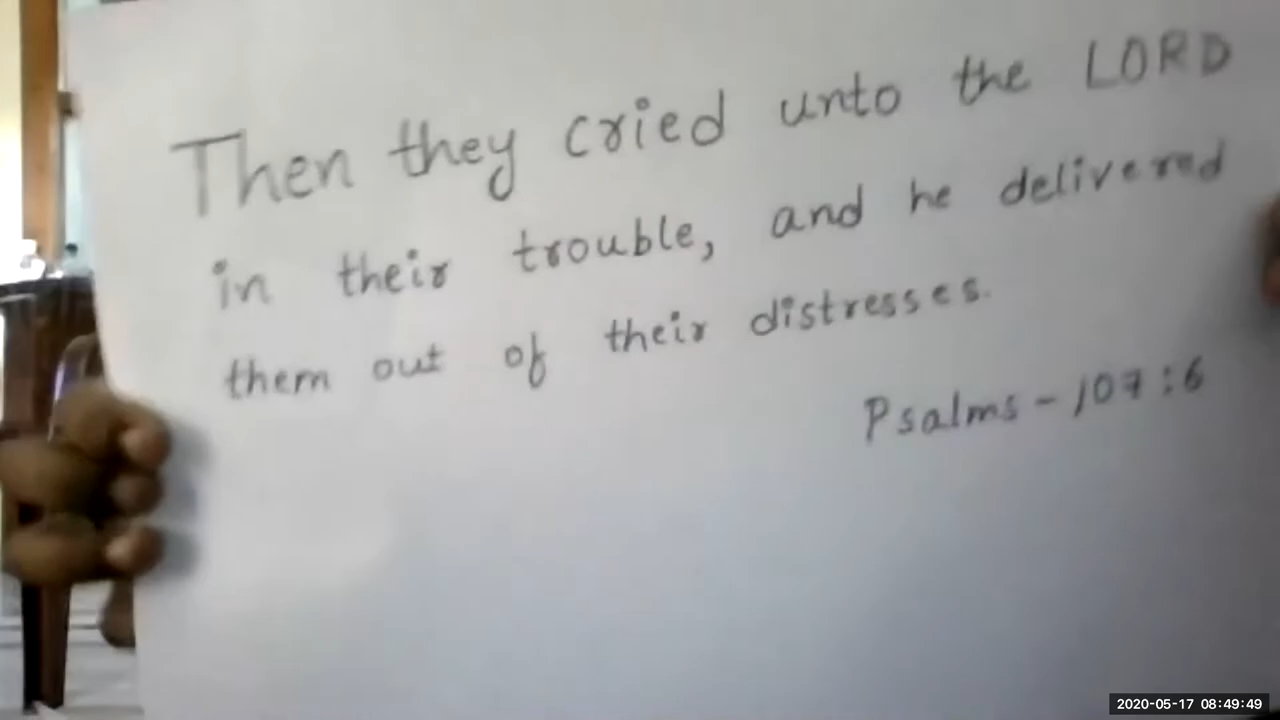 Then they cried unto the LORD
in their trouble, and he delivered
them out of their distresses.
Psalms - 107:6
2020-05-17 08:49:49